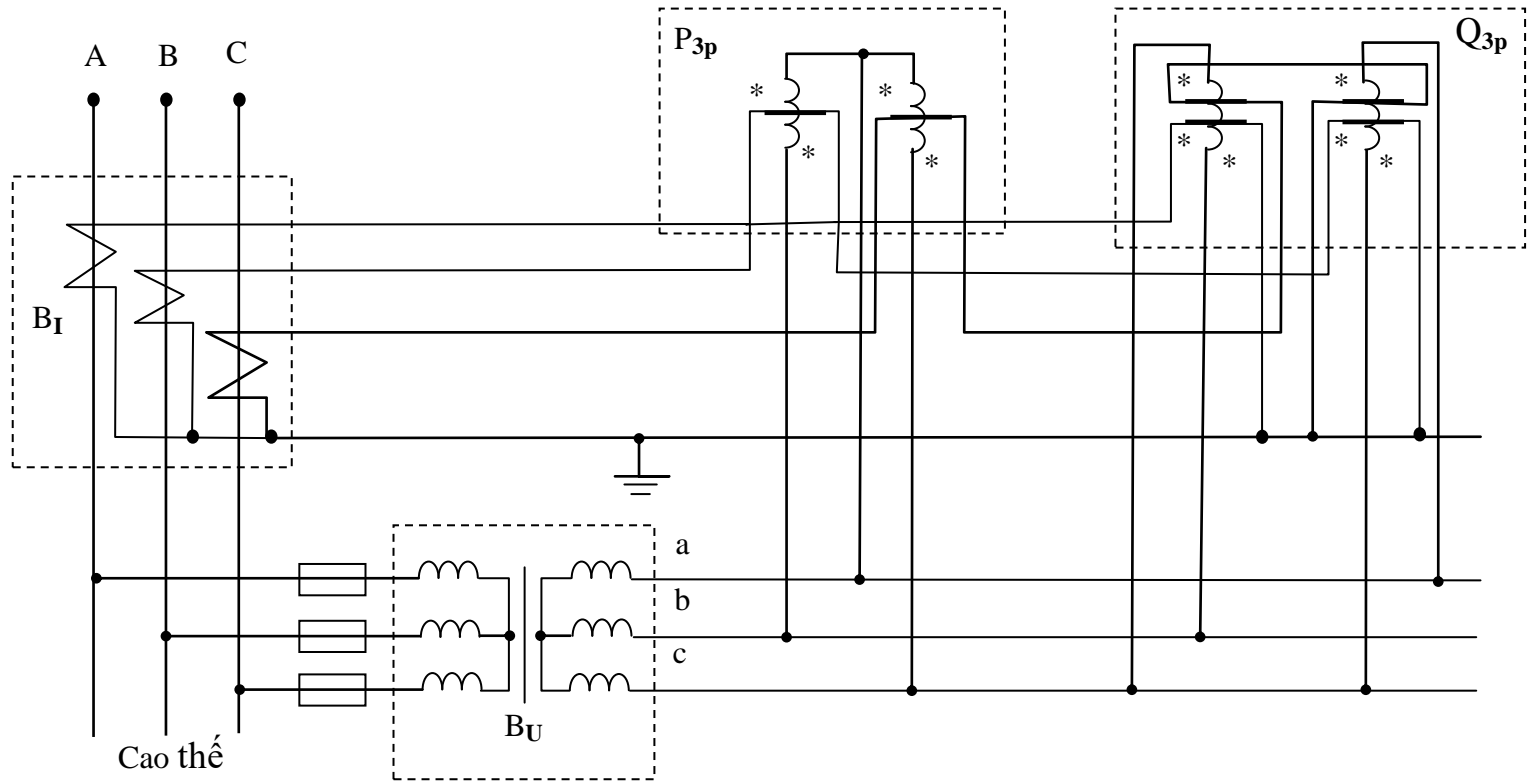 A B C
P3p
Q3p
* *
* *
* *
* * * *
BI
a
b
c
BU
Cao thế